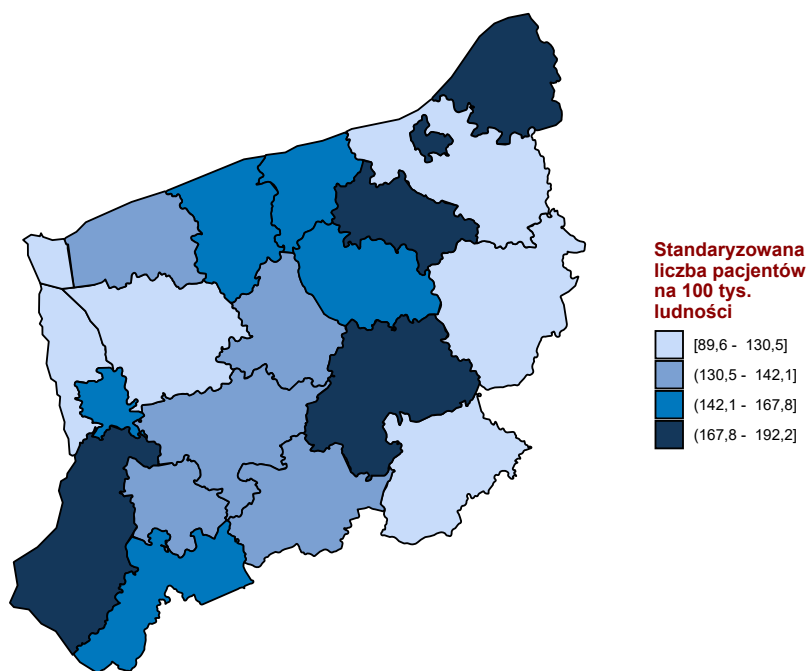 Standaryzowana
liczba pacjentów
na 100 tys.
ludności
[89,6 - 130,5]
(130,5 - 142,1]
(142,1 - 167,8]
(167,8 - 192,2]